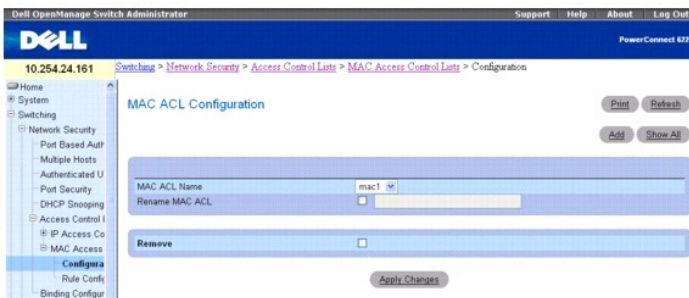 Dell OpenManage Switch Administrator
Support Help About Log Out
DELL
PowerConnect 622
10.254.24.161
Switching > Network Security > Access Control Lists > MAC Access Control Lists > Configuration
Home
System
Switching
Network Security
Port Based Auth
Multiple Hosts
Authenticated U
Port Security
DHCP Snooping
Access Control l
IP Access Co
MAC Access
Configura
Rule Config
Binding Configur
MAC ACL Configuration
Print Refresh
Add Show All
MAC ACL Name mac1
Rename MAC ACL
Remove
Apply Changes